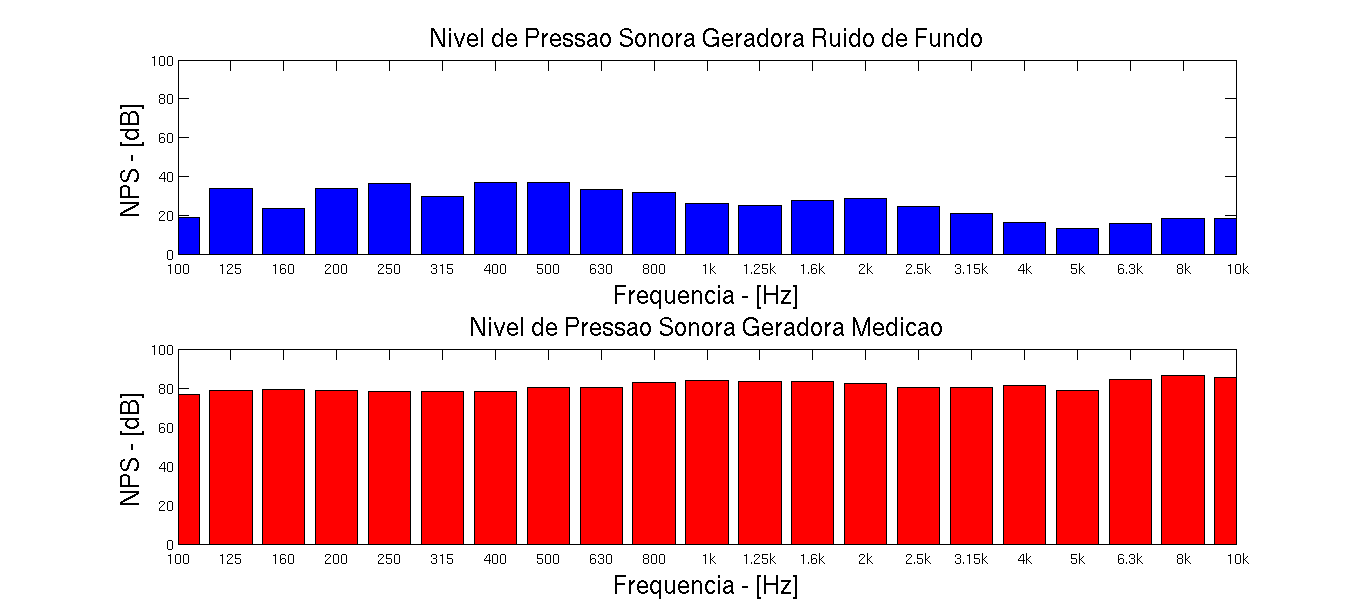 Nivel de Pressao Sonora Geradora Ruido de Fundo
100
80
60
40
20
0
NPS - [dB]
100 125 160 200 250 315 400 500 630 800 1k 1.25k 1.6k 2k 2.5k 3.15k 4k 5k 6.3k 8k 10k
Frequencia - [Hz]
Nivel de Pressao Sonora Geradora Medicao
100
80
60
40
20
0
NPS - [dB]
100 125 160 200 250 315 400 500 630 800 1k 1.25k 1.6k 2k 2.5k 3.15k 4k 5k 6.3k 8k 10k
Frequencia - [Hz]